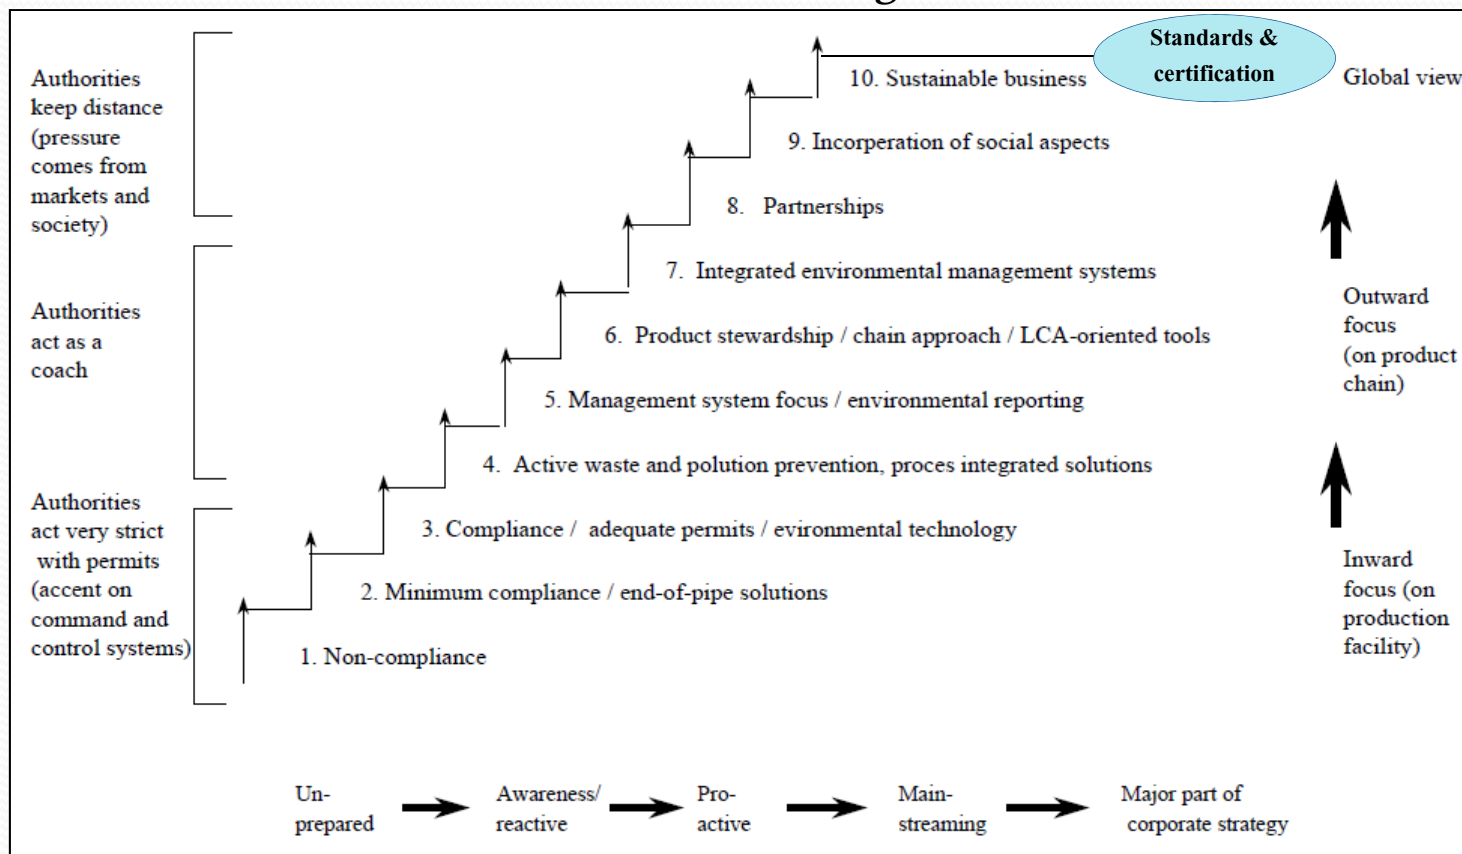 Standards &
certification
Authorities
keep distance
(pressure
comes from
markets and
society)
10. Sustainable business
Global view
9. Incorperation of social aspects
8. Partnerships
7. Integrated environmental management systems
Authorities
act as a
coach
Outward
focus
(on product
chain)
6. Product stewardship / chain approach / LCA-oriented tools
5. Management system focus / environmental reporting
4. Active waste and polution prevention, proces integrated solutions
Authorities
act very strict
with permits
(accent on
command and
control systems)
3. Compliance / adequate permits / evironmental technology
Inward
focus (on
production
facility)
2. Minimum compliance / end-of-pipe solutions
1. Non-compliance
Un-
prepared
Awareness/
reactive
Pro-
active
Main-
streaming
Major part of
corporate strategy